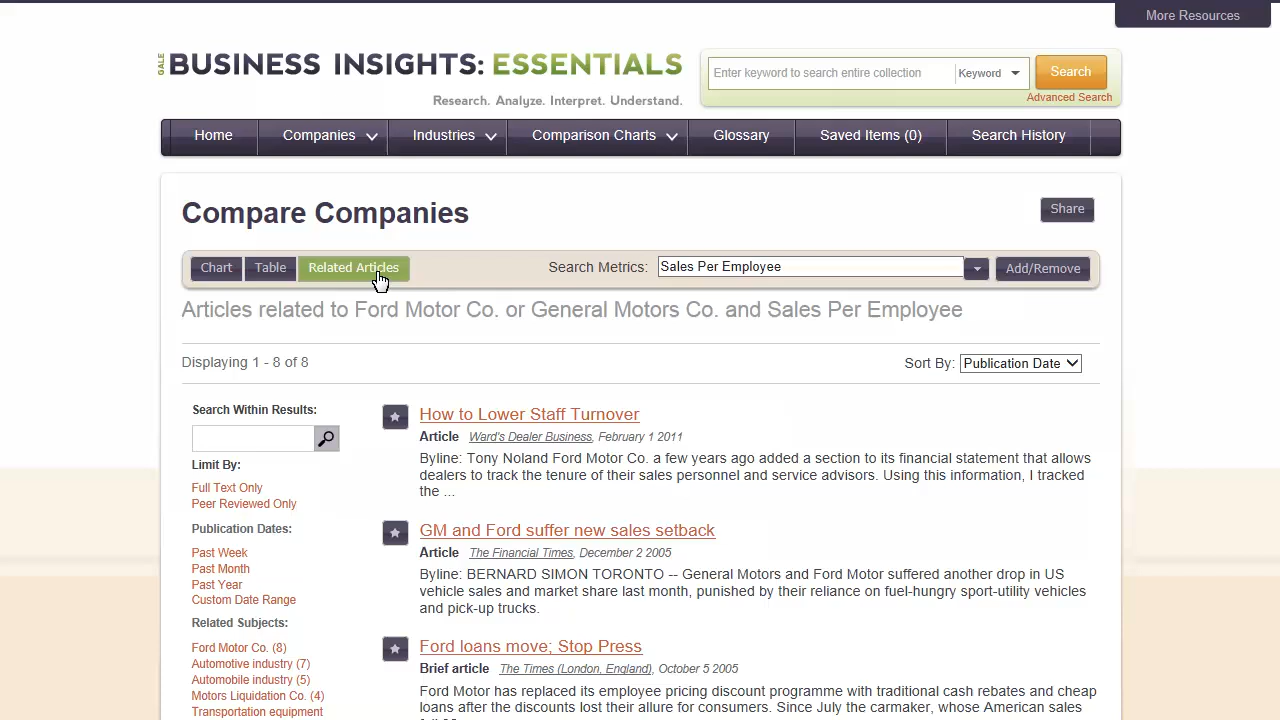 More Resources
GALE BUSINESS INSIGHTS: ESSENTIALS
Research. Analyze. Interpret. Understand.
Enter keyword to search entire collection
Keyword
Search
Advanced Search
Home
Companies
Industries
Comparison Charts
Glossary
Saved Items (0)
Search History
Compare Companies
Share
Chart
Table
Related Articles
Search Metrics:
Sales Per Employee
Add/Remove
Articles related to Ford Motor Co. or General Motors Co. and Sales Per Employee
Displaying 1 - 8 of 8
Sort By:
Publication Date
Search Within Results:
Limit By:
Full Text Only
Peer Reviewed Only
Publication Dates:
Past Week
Past Month
Past Year
Custom Date Range
Related Subjects:
Ford Motor Co. (8)
Automotive industry (7)
Automobile industry (5)
Motors Liquidation Co. (4)
Transportation equipment
How to Lower Staff Turnover
Article Ward's Dealer Business, February 1 2011
Byline: Tony Noland Ford Motor Co. a few years ago added a section to its financial statement that allows
dealers to track the tenure of their sales personnel and service advisors. Using this information, I tracked
the ...
GM and Ford suffer new sales setback
Article The Financial Times, December 2 2005
Byline: BERNARD SIMON TORONTO -- General Motors and Ford Motor suffered another drop in US
vehicle sales and market share last month, punished by their reliance on fuel-hungry sport-utility vehicles
and pick-up trucks.
Ford loans move; Stop Press
Brief article The Times (London, England), October 5 2005
Ford Motor has replaced its employee pricing discount programme with traditional cash rebates and cheap
loans after the discounts lost their allure for consumers. Since July the carmaker, whose American sales